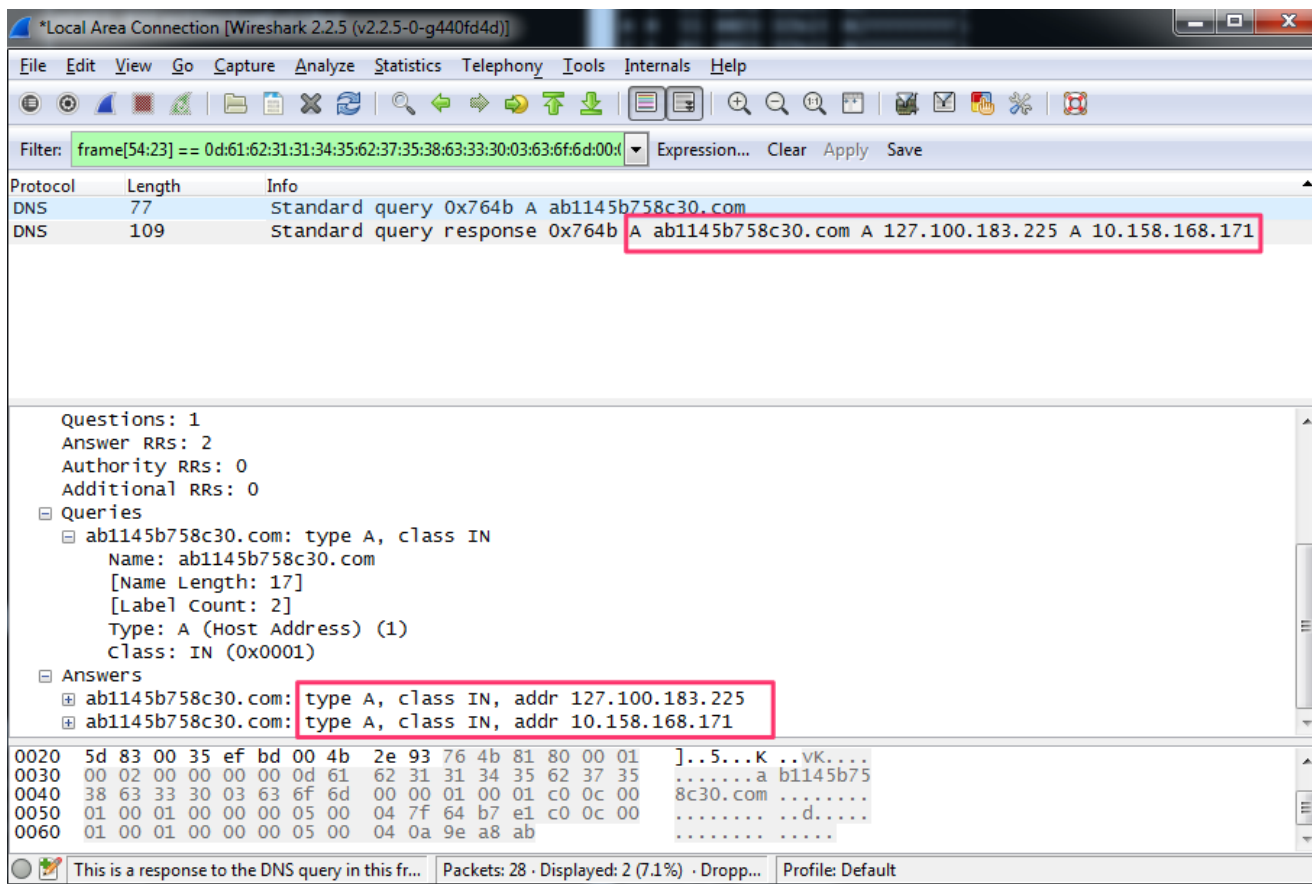 *Local Area Connection [Wireshark 2.2.5 (v2.2.5-0-g440fd4d)]
File Edit View Go Capture Analyze Statistics Telephony Tools Internals Help
Filter: frame[54:23] == 0d:61:62:31:31:34:35:62:37:35:38:63:33:30:03:63:6f:6d:00:( Expression... Clear Apply Save
Protocol Length Info
DNS 77 Standard query 0x764b A ab1145b758c30.com
DNS 109 Standard query response 0x764b A ab1145b758c30.com A 127.100.183.225 A 10.158.168.171
Questions: 1
Answer RRs: 2
Authority RRs: 0
Additional RRs: 0
Queries
ab1145b758c30.com: type A, class IN
Name: ab1145b758c30.com
[Name Length: 17]
[Label Count: 2]
Type: A (Host Address) (1)
Class: IN (0x0001)
Answers
ab1145b758c30.com: type A, class IN, addr 127.100.183.225
ab1145b758c30.com: type A, class IN, addr 10.158.168.171
0020 5d 83 00 35 ef bd 00 4b 2e 93 76 4b 81 80 00 01 ]..5...K ..vK....
0030 00 02 00 00 00 00 0d 61 62 31 31 34 35 62 37 35 .......a b1145b75
0040 38 63 33 30 03 63 6f 6d 00 00 01 00 01 c0 0c 00 8c30.com ........
0050 01 00 01 00 00 00 05 00 04 7f 64 b7 e1 c0 0c 00 ........ ..d.....
0060 01 00 01 00 00 00 05 00 04 0a 9e a8 ab ........ .....
This is a response to the DNS query in this fr... Packets: 28 · Displayed: 2 (7.1%) · Dropp... Profile: Default